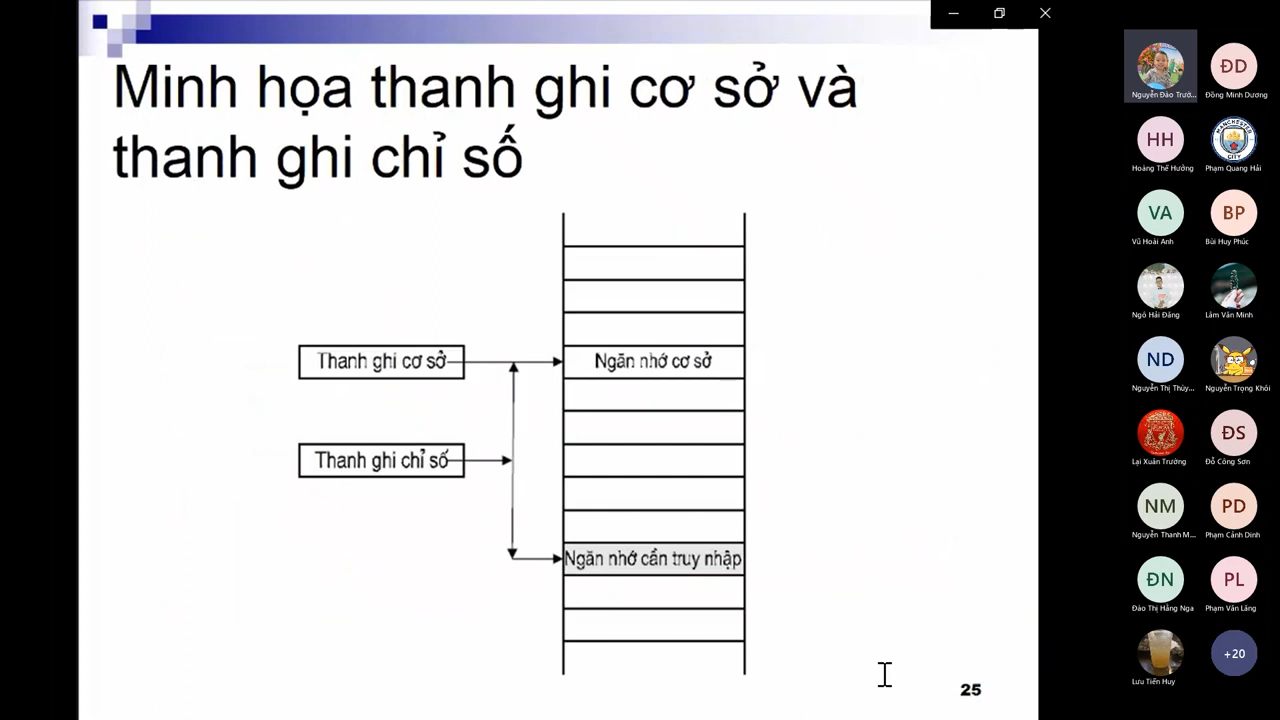 Minh họa thanh ghi cơ sở và
thanh ghi chỉ số
Thanh ghi cơ sở
Ngăn nhớ cơ sở
Thanh ghi chỉ số
Ngăn nhớ cần truy nhập
25
Nguyễn Đào Trướ...
ĐD
Đồng Minh Dương
HH
Hoàng Thế Hưởng
MANCHESTER
CITY
Phạm Quang Hải
VA
Vũ Hoài Anh
BP
Bùi Huy Phúc
Ngô Hải Đăng
Lâm Văn Minh
ND
Nguyễn Thị Thùy...
Nguyễn Trọng Khôi
Lại Xuân Trường
ĐS
Đỗ Công Sơn
NM
Nguyễn Thanh M...
PD
Phạm Cảnh Dinh
ĐN
Đào Thị Hằng Nga
PL
Phạm Văn Lăng
Lưu Tiến Huy
+20